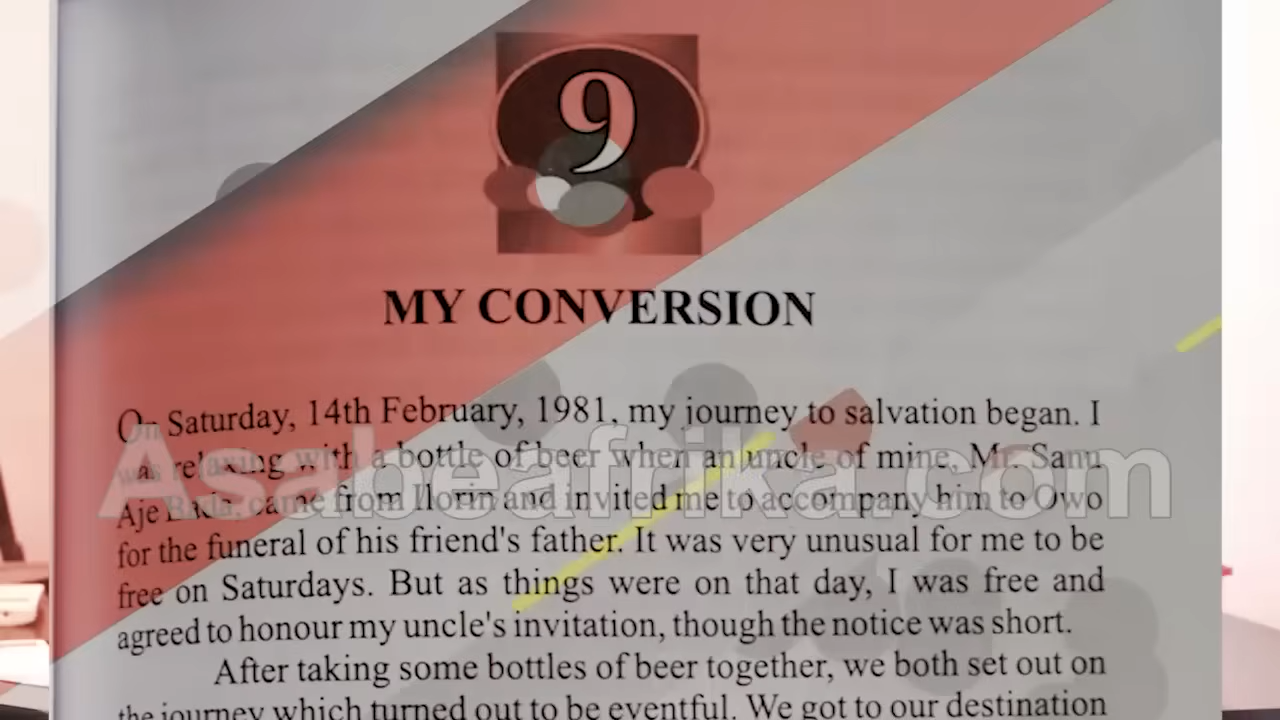 9
MY CONVERSION
On Saturday, 14th February, 1981, my journey to salvation began. I
was relaxing with a bottle of beer when an uncle of mine, Mr. Sanu
Aje came from Ilorin and invited me to accompany him to Owo
for the funeral of his friend's father. It was very unusual for me to be
free on Saturdays. But as things were on that day, I was free and
agreed to honour my uncle's invitation, though the notice was short.
After taking some bottles of beer together, we both set out on
the journey which turned out to be eventful. We got to our destination
Asabeafrika.com